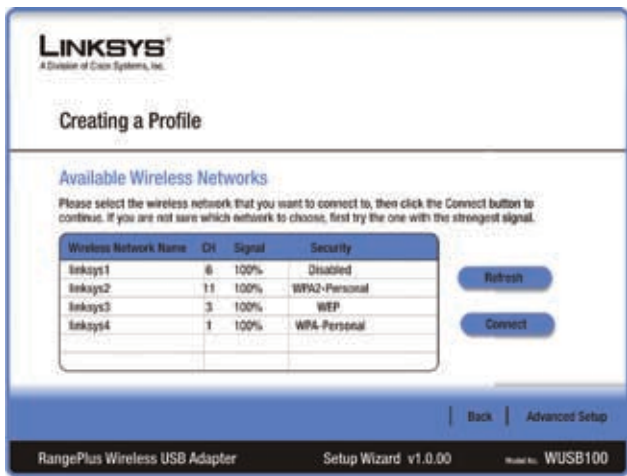 LINKSYS®
A Division of Cisco Systems, Inc.
Creating a Profile
Available Wireless Networks
Please select the wireless network that you want to connect to, then click the Connect button to
continue. If you are not sure which network to choose, first try the one with the strongest signal.
Wireless Network Name CH Signal Security
linksys1 6 100% Disabled
linksys2 11 100% WPA2-Personal
linksys3 3 100% WEP
linksys4 1 100% WPA-Personal
Refresh
Connect
Back Advanced Setup
RangePlus Wireless USB Adapter Setup Wizard v1.0.00 Model No. WUSB100